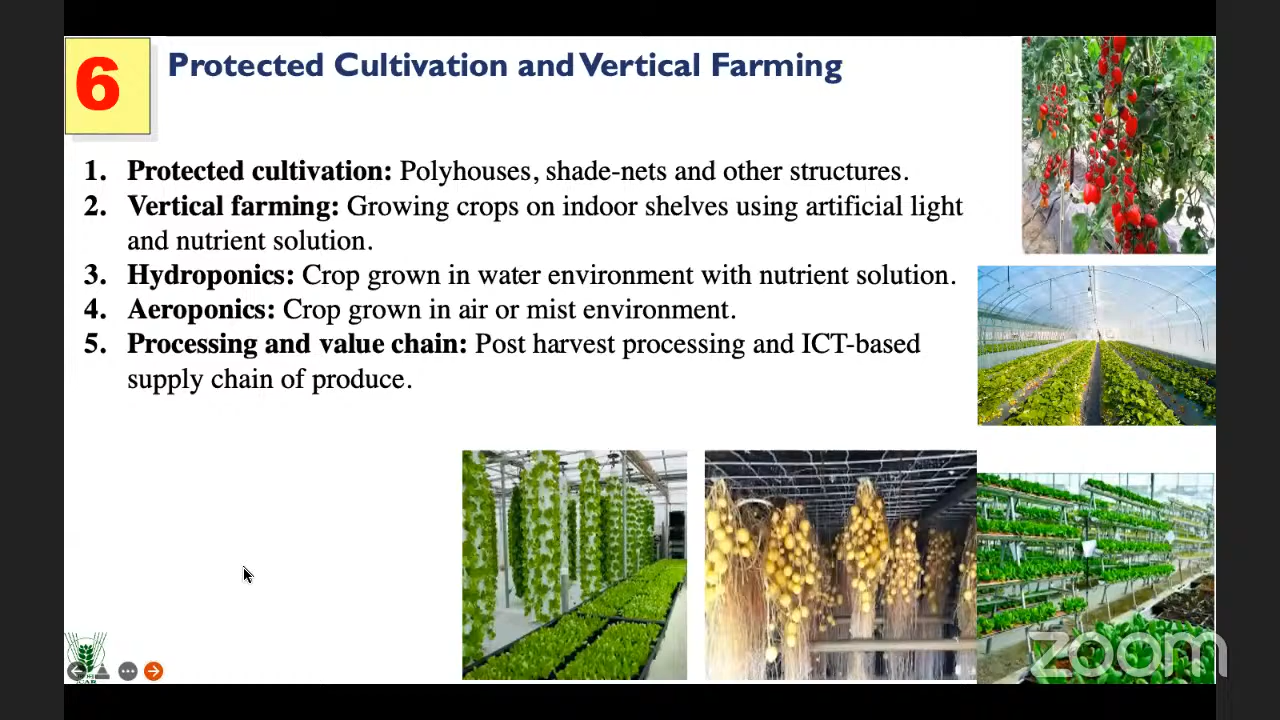 6
Protected Cultivation and Vertical Farming
1. Protected cultivation: Polyhouses, shade-nets and other structures.
2. Vertical farming: Growing crops on indoor shelves using artificial light
and nutrient solution.
3. Hydroponics: Crop grown in water environment with nutrient solution.
4. Aeroponics: Crop grown in air or mist environment.
5. Processing and value chain: Post harvest processing and ICT-based
supply chain of produce.
zoom